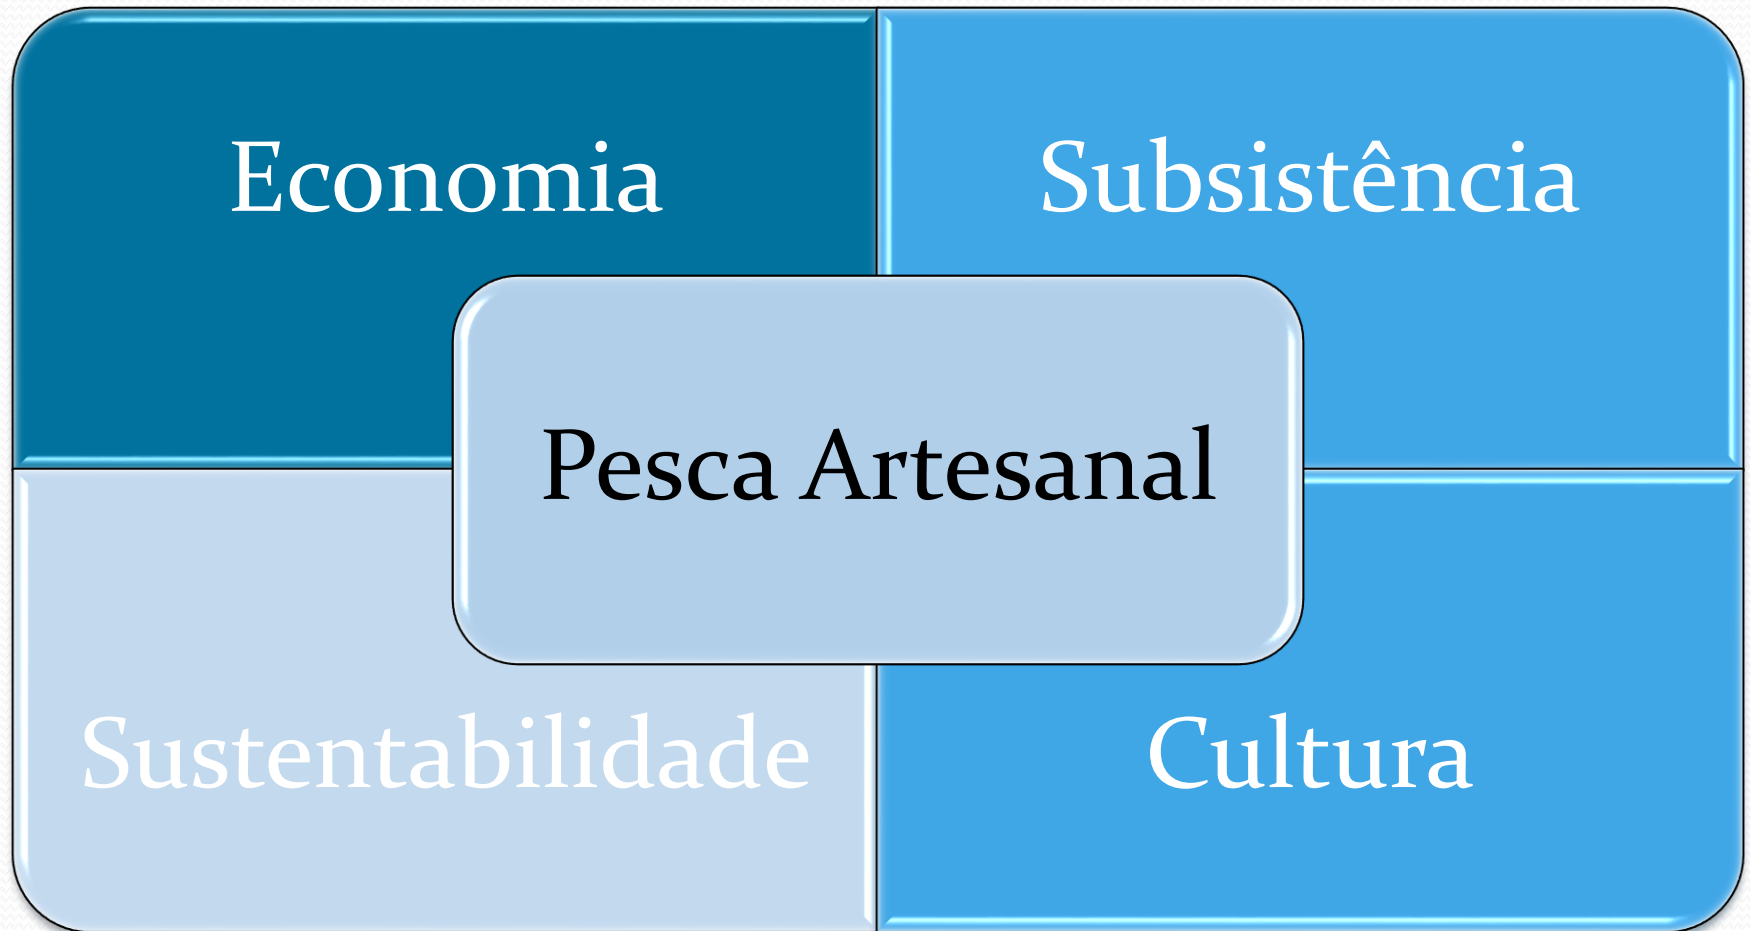 Economia
Subsistência
Pesca Artesanal
Sustentabilidade
Cultura